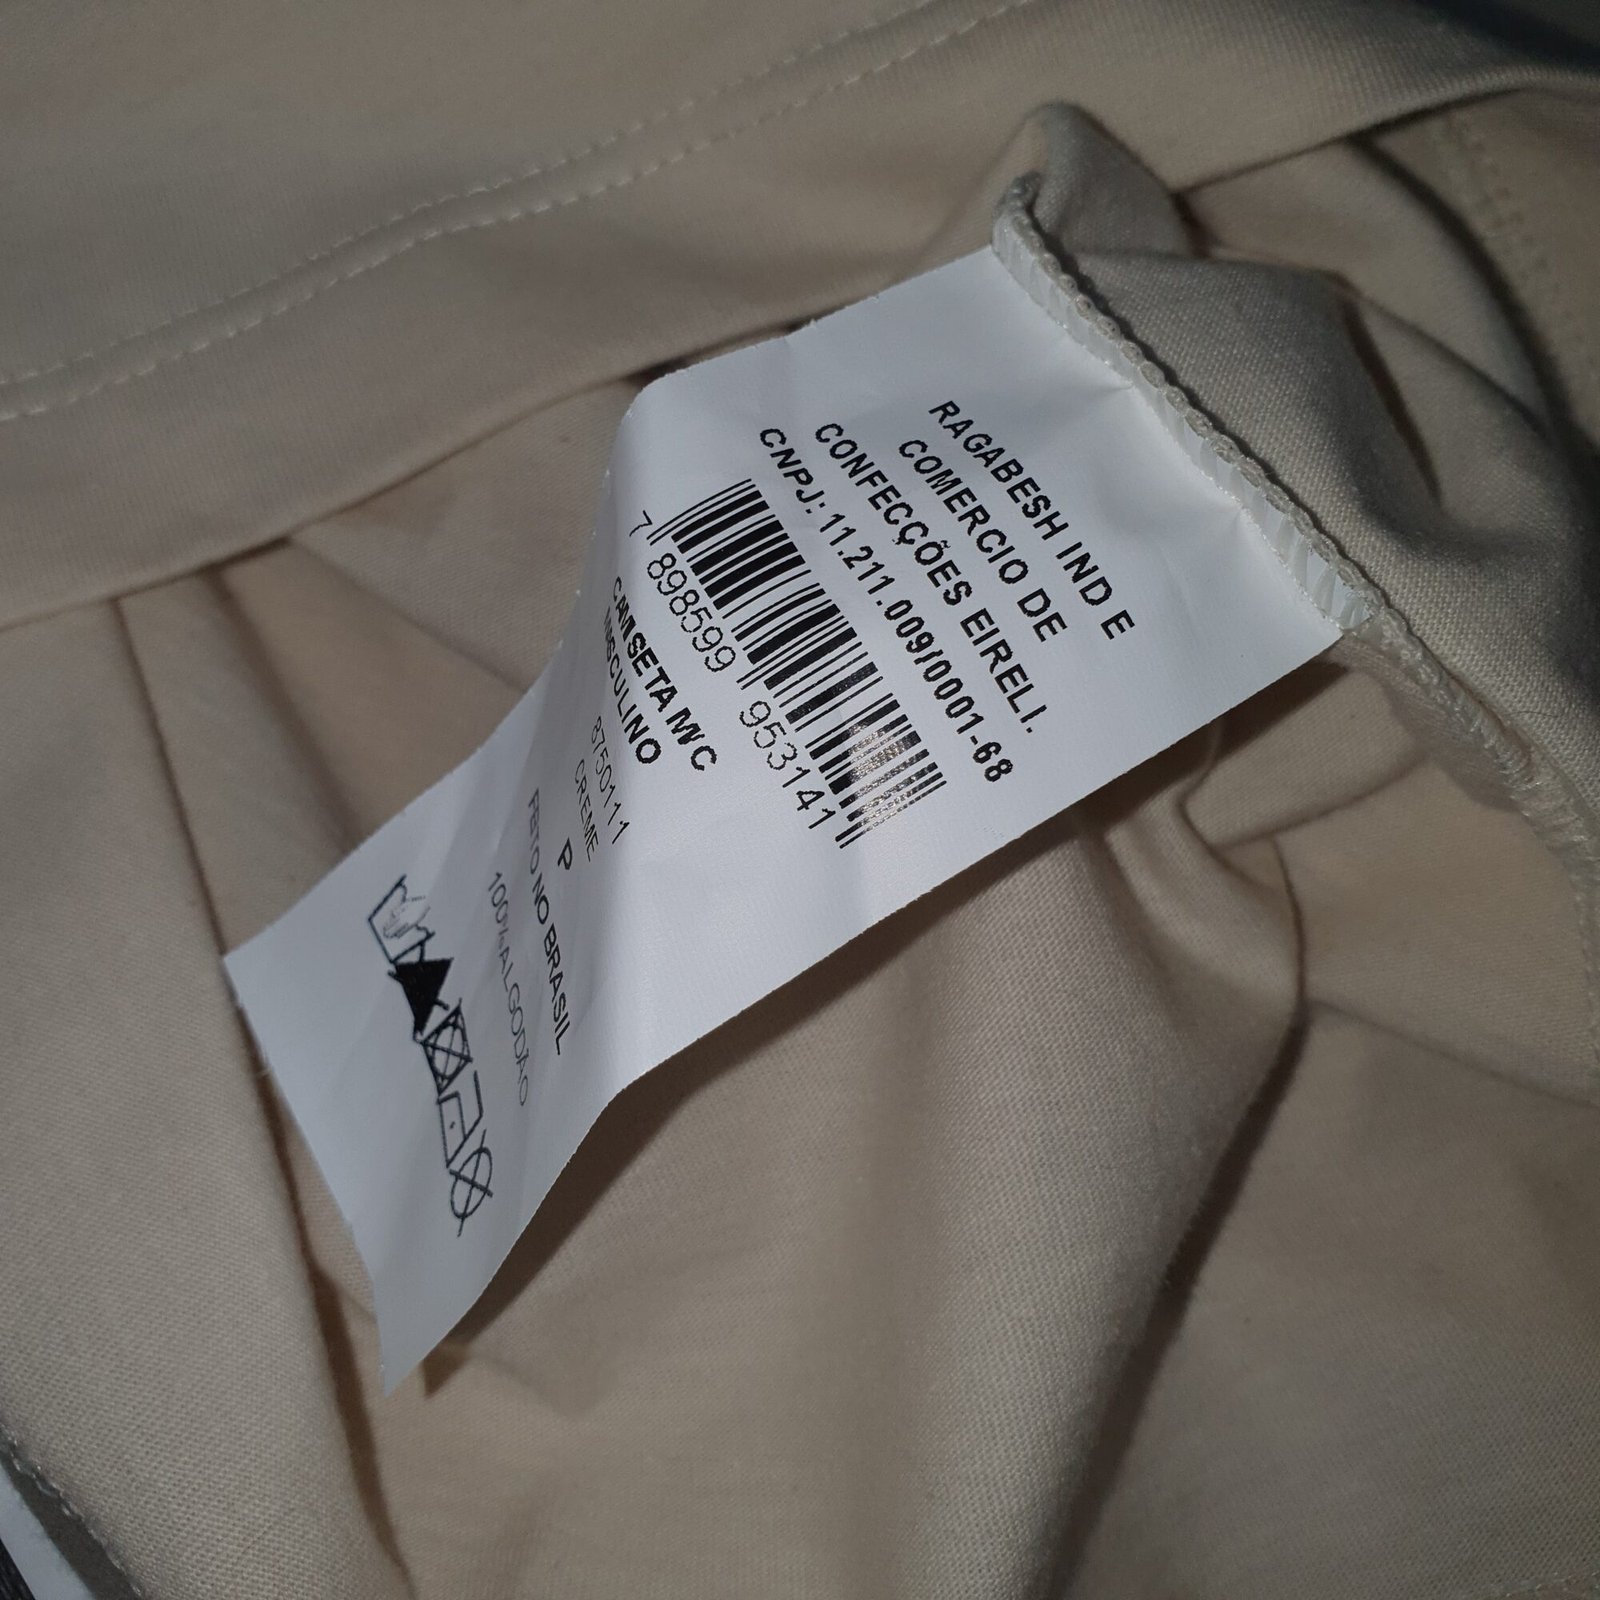 RAGABESH IND E
COMERCIO DE
CONFECÇÕES EIRELI.
CNPJ: 11.211.009/0001-68
7 898599 953141
CAMISETA M/C
MASCULINO
8750111
CREME
P
FEITO NO BRASIL
100%ALGODÃO